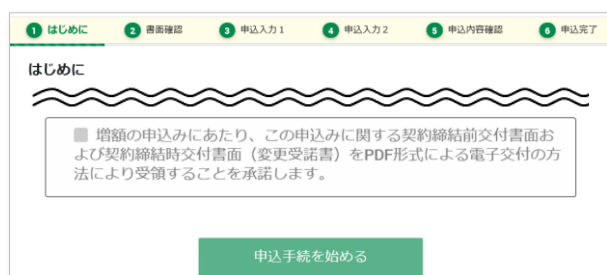 1 はじめに 2 書面確認 3 申込入力1 4 申込入力2 5 申込内容確認 6 申込完了
はじめに
増額の申込みにあたり、この申込みに関する契約締結前交付書面お
よび契約締結時交付書面（変更受諾書）をPDF形式による電子交付の方
法により受領することを承諾します。
申込手続を始める